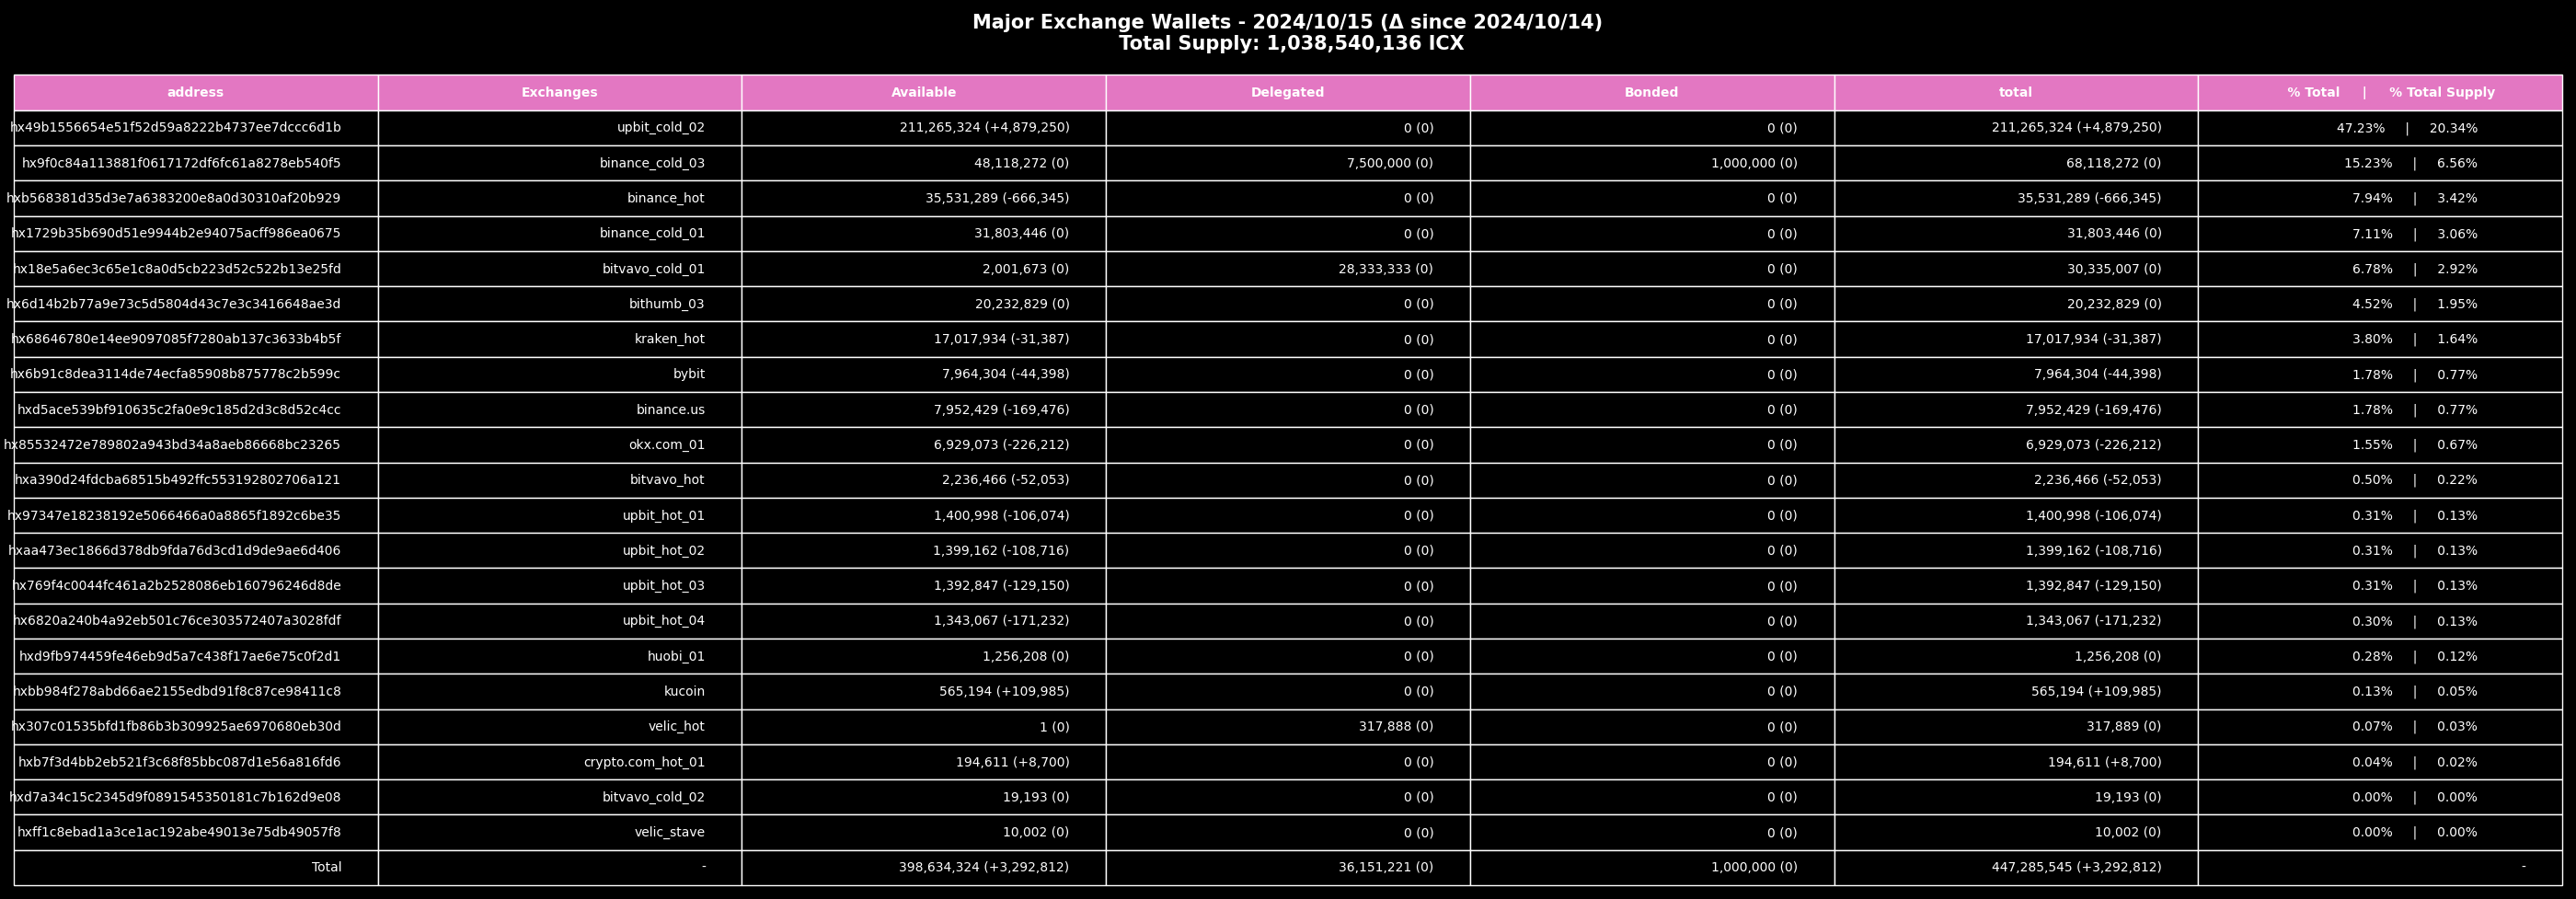 Major Exchange Wallets - 2024/10/15 (Δ since 2024/10/14)
Total Supply: 1,038,540,136 ICX
address Exchanges Available Delegated Bonded total % Total | % Total Supply
hx49b1556654e51f52d59a8222b4737ee7dccc6d1b upbit_cold_02 211,265,324 (+4,879,250) 0 (0) 0 (0) 211,265,324 (+4,879,250) 47.23% | 20.34%
hx9f0c84a113881f0617172df6fc61a8278eb540f5 binance_cold_03 48,118,272 (0) 7,500,000 (0) 1,000,000 (0) 68,118,272 (0) 15.23% | 6.56%
hxb568381d35d3e7a6383200e8a0d30310af20b929 binance_hot 35,531,289 (-666,345) 0 (0) 0 (0) 35,531,289 (-666,345) 7.94% | 3.42%
hx1729b35b690d51e9944b2e94075acff986ea0675 binance_cold_01 31,803,446 (0) 0 (0) 0 (0) 31,803,446 (0) 7.11% | 3.06%
hx18e5a6ec3c65e1c8a0d5cb223d52c522b13e25fd bitvavo_cold_01 2,001,673 (0) 28,333,333 (0) 0 (0) 30,335,007 (0) 6.78% | 2.92%
hx6d14b2b77a9e73c5d5804d43c7e3c3416648ae3d bithumb_03 20,232,829 (0) 0 (0) 0 (0) 20,232,829 (0) 4.52% | 1.95%
hx68646780e14ee9097085f7280ab137c3633b4b5f kraken_hot 17,017,934 (-31,387) 0 (0) 0 (0) 17,017,934 (-31,387) 3.80% | 1.64%
hx6b91c8dea3114de74ecfa85908b875778c2b599c bybit 7,964,304 (-44,398) 0 (0) 0 (0) 7,964,304 (-44,398) 1.78% | 0.77%
hxd5ace539bf910635c2fa0e9c185d2d3c8d52c4cc binance.us 7,952,429 (-169,476) 0 (0) 0 (0) 7,952,429 (-169,476) 1.78% | 0.77%
hx85532472e789802a943bd34a8aeb86668bc23265 okx.com_01 6,929,073 (-226,212) 0 (0) 0 (0) 6,929,073 (-226,212) 1.55% | 0.67%
hxa390d24fdcba68515b492ffc553192802706a121 bitvavo_hot 2,236,466 (-52,053) 0 (0) 0 (0) 2,236,466 (-52,053) 0.50% | 0.22%
hx97347e18238192e5066466a0a8865f1892c6be35 upbit_hot_01 1,400,998 (-106,074) 0 (0) 0 (0) 1,400,998 (-106,074) 0.31% | 0.13%
hxaa473ec1866d378db9fda76d3cd1d9de9ae6d406 upbit_hot_02 1,399,162 (-108,716) 0 (0) 0 (0) 1,399,162 (-108,716) 0.31% | 0.13%
hx769f4c0044fc461a2b2528086eb160796246d8de upbit_hot_03 1,392,847 (-129,150) 0 (0) 0 (0) 1,392,847 (-129,150) 0.31% | 0.13%
hx6820a240b4a92eb501c76ce303572407a3028fdf upbit_hot_04 1,343,067 (-171,232) 0 (0) 0 (0) 1,343,067 (-171,232) 0.30% | 0.13%
hxd9fb974459fe46eb9d5a7c438f17ae6e75c0f2d1 huobi_01 1,256,208 (0) 0 (0) 0 (0) 1,256,208 (0) 0.28% | 0.12%
hxbb984f278abd66ae2155edbd91f8c87ce98411c8 kucoin 565,194 (+109,985) 0 (0) 0 (0) 565,194 (+109,985) 0.13% | 0.05%
hx307c01535bfd1fb86b3b309925ae6970680eb30d velic_hot 1 (0) 317,888 (0) 0 (0) 317,889 (0) 0.07% | 0.03%
hxb7f3d4bb2eb521f3c68f85bbc087d1e56a816fd6 crypto.com_hot_01 194,611 (+8,700) 0 (0) 0 (0) 194,611 (+8,700) 0.04% | 0.02%
hxd7a34c15c2345d9f0891545350181c7b162d9e08 bitvavo_cold_02 19,193 (0) 0 (0) 0 (0) 19,193 (0) 0.00% | 0.00%
hxff1c8ebad1a3ce1ac192abe49013e75db49057f8 velic_stave 10,002 (0) 0 (0) 0 (0) 10,002 (0) 0.00% | 0.00%
Total - 398,634,324 (+3,292,812) 36,151,221 (0) 1,000,000 (0) 447,285,545 (+3,292,812) -